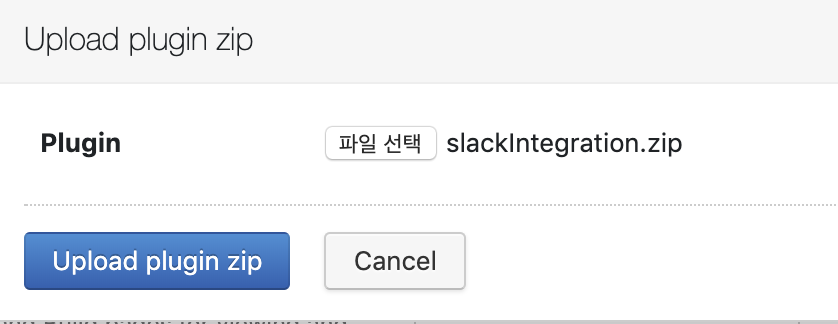 Upload plugin zip
Plugin 파일 선택 slackIntegration.zip
Upload plugin zip Cancel